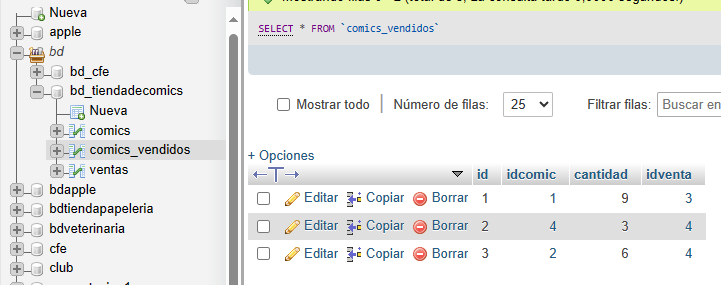 Nueva
apple
bd
bd_cfe
bd_tiendadecomics
Nueva
comics
comics_vendidos
ventas
bdapple
bdtiendapapeleria
bdveterinaria
cfe
club
SELECT * FROM `comics_vendidos`
Mostrar todo | Número de filas: 25 Filtrar filas: Buscar en
+ Opciones
←T→ id idcomic cantidad idventa
Editar Copiar Borrar 1 1 9 3
Editar Copiar Borrar 2 4 3 4
Editar Copiar Borrar 3 2 6 4